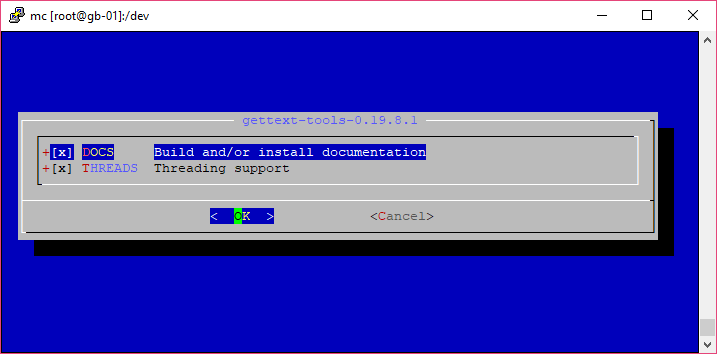 mc [root@gb-01]:/dev
gettext-tools-0.19.8.1
+[x] DOCS Build and/or install documentation
+[x] THREADS Threading support
< OK > <Cancel>